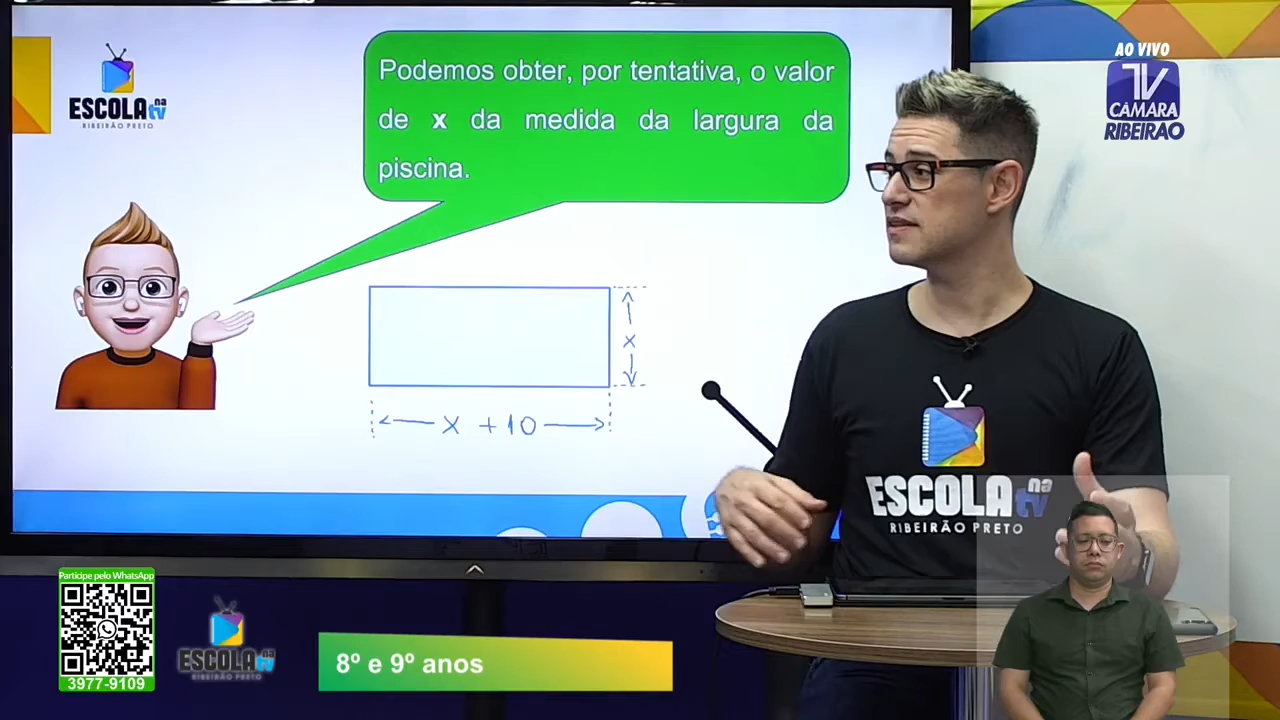 Podemos obter, por tentativa, o valor
de x da medida da largura da
piscina.
ESCOLA na tv
RIBEIRÃO PRETO
x
x + 10
AO VIVO
TV
CÂMARA
RIBEIRAO
ESCOLA na tv
RIBEIRÃO PRETO
Participe pelo WhatsApp
3977-9109
ESCOLA na tv
RIBEIRÃO PRETO
8º e 9º anos